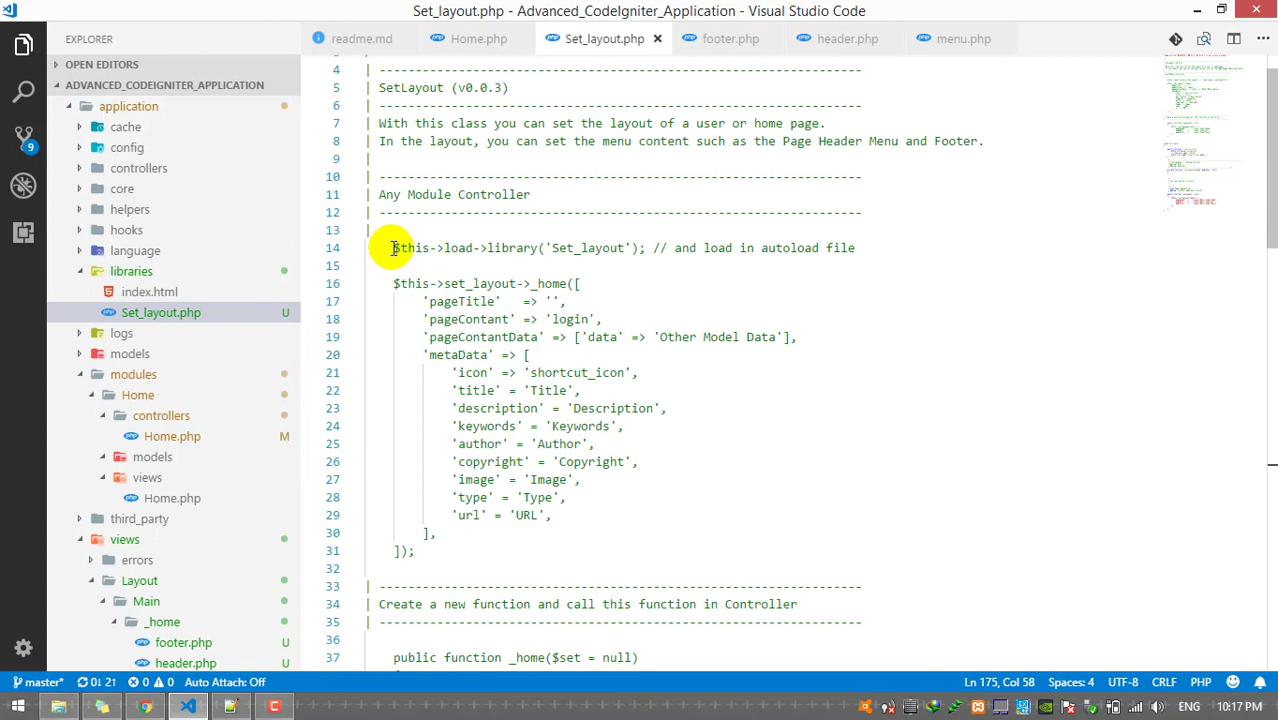 Set_layout.php - Advanced_CodeIgniter_Application - Visual Studio Code
EXPLORER
readme.md
Home.php
Set_layout.php
footer.php
header.php
menu.php
OPEN EDITORS
ADVANCED_CODEIGNITER_APPLICATION
application
cache
config
controllers
core
helpers
hooks
language
libraries
index.html
Set_layout.php U
logs
models
modules
Home
controllers
Home.php M
models
views
Home.php
third_party
views
errors
Layout
Main
_home
footer.php U
header.php U
9
4 | -------------------------------------------------------------------
5 | SetLayout (v0.0.3)
6 | -------------------------------------------------------------------
7 | With this class you can set the layout of a user or home page.
8 | In the layout, you can set the menu content such as the Page Header Menu and Footer.
9 |
10 | -------------------------------------------------------------------
11 | Any Module Controller
12 | -------------------------------------------------------------------
13 |
14 $this->load->library('Set_layout'); // and load in autoload file
15
16 $this->set_layout->_home([
17 'pageTitle' => '',
18 'pageContant' => 'login',
19 'pageContantData' => ['data' => 'Other Model Data'],
20 'metaData' => [
21 'icon' => 'shortcut_icon',
22 'title' = 'Title',
23 'description' = 'Description',
24 'keywords' = 'Keywords',
25 'author' = 'Author',
26 'copyright' = 'Copyright',
27 'image' = 'Image',
28 'type' = 'Type',
29 'url' = 'URL',
30 ],
31 ]);
32
33 | -------------------------------------------------------------------
34 | Create a new function and call this function in Controller
35 | -------------------------------------------------------------------
36
37 public function _home($set = null)
master* 0↓ 2↑ 0 0 Auto Attach: Off
Ln 175, Col 58 Spaces: 4 UTF-8 CRLF PHP
ENG 10:17 PM